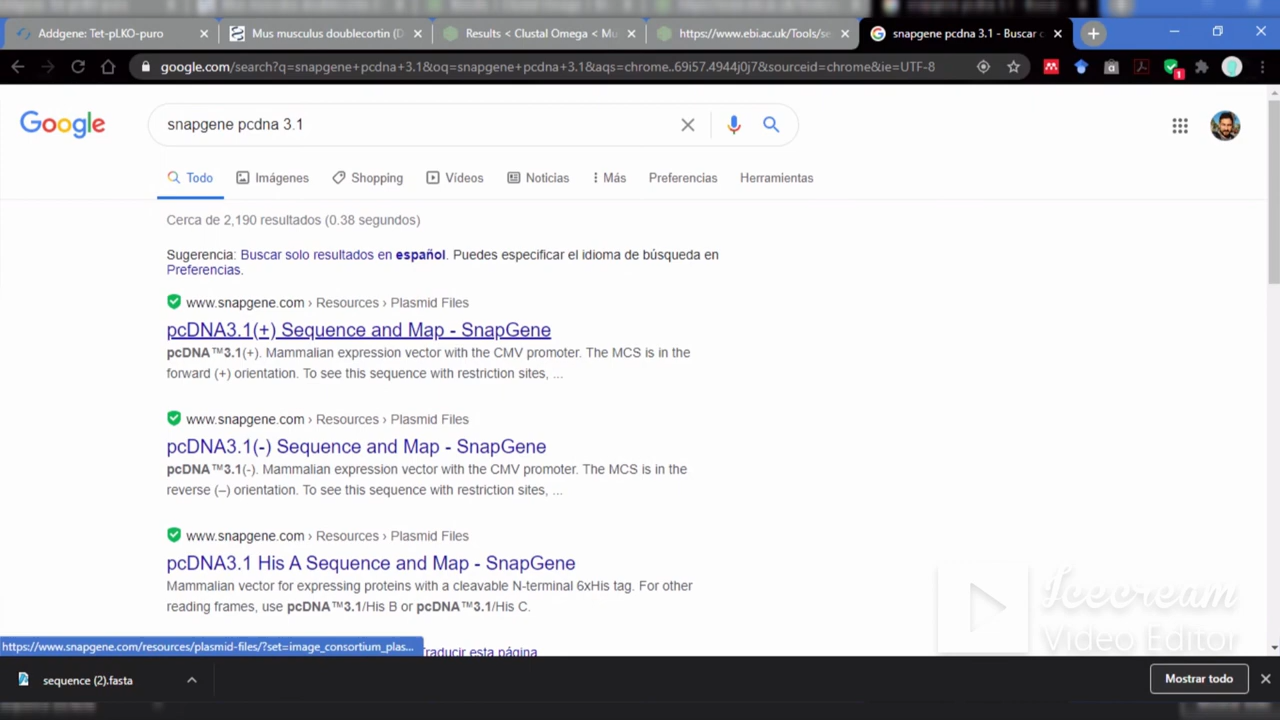 Addgene: Tet-pLKO-puro
Mus musculus doublecortin (D
Results < Clustal Omega < Mu
https://www.ebi.ac.uk/Tools/se
snapgene pcdna 3.1 - Buscar c
google.com/search?q=snapgene+pcdna+3.1&oq=snapgene+pcdna+3.1&aqs=chrome..69i57.4944j0j7&sourceid=chrome&ie=UTF-8
1
Google
snapgene pcdna 3.1
Todo
Imágenes
Shopping
Vídeos
Noticias
Más
Preferencias
Herramientas
Cerca de 2,190 resultados (0.38 segundos)
Sugerencia: Buscar solo resultados en español. Puedes especificar el idioma de búsqueda en
Preferencias.
www.snapgene.com › Resources › Plasmid Files
pcDNA3.1(+) Sequence and Map - SnapGene
pcDNA™3.1(+). Mammalian expression vector with the CMV promoter. The MCS is in the
forward (+) orientation. To see this sequence with restriction sites, ...
www.snapgene.com › Resources › Plasmid Files
pcDNA3.1(-) Sequence and Map - SnapGene
pcDNA™3.1(-). Mammalian expression vector with the CMV promoter. The MCS is in the
reverse (–) orientation. To see this sequence with restriction sites, ...
www.snapgene.com › Resources › Plasmid Files
pcDNA3.1 His A Sequence and Map - SnapGene
Mammalian vector for expressing proteins with a cleavable N-terminal 6xHis tag. For other
reading frames, use pcDNA™3.1/His B or pcDNA™3.1/His C.
Icecream
Video Editor
https://www.snapgene.com/resources/plasmid-files/?set=image_consortium_plas...
Traducir esta página
sequence (2).fasta
Mostrar todo